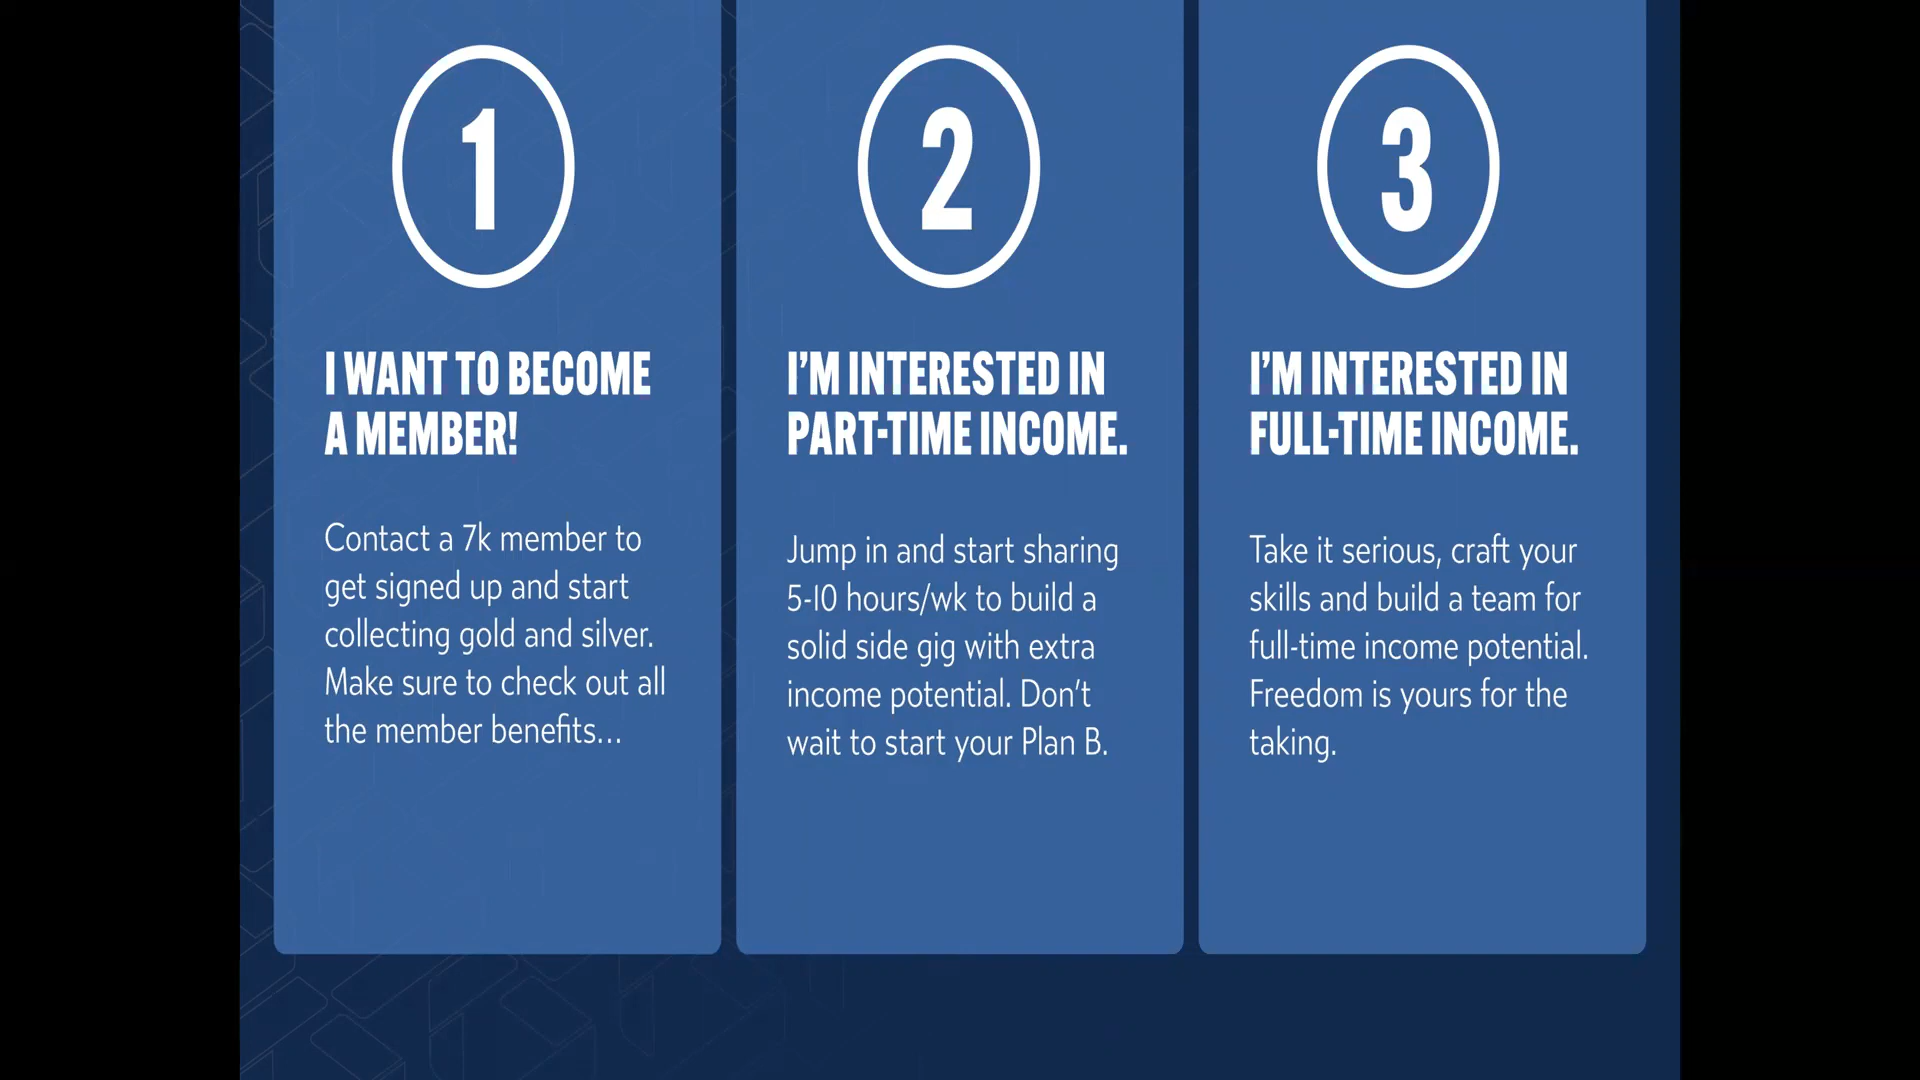 1
I WANT TO BECOME
A MEMBER!
Contact a 7k member to
get signed up and start
collecting gold and silver.
Make sure to check out all
the member benefits...
2
I'M INTERESTED IN
PART-TIME INCOME.
Jump in and start sharing
5-10 hours/wk to build a
solid side gig with extra
income potential. Don't
wait to start your Plan B.
3
I'M INTERESTED IN
FULL-TIME INCOME.
Take it serious, craft your
skills and build a team for
full-time income potential.
Freedom is yours for the
taking.